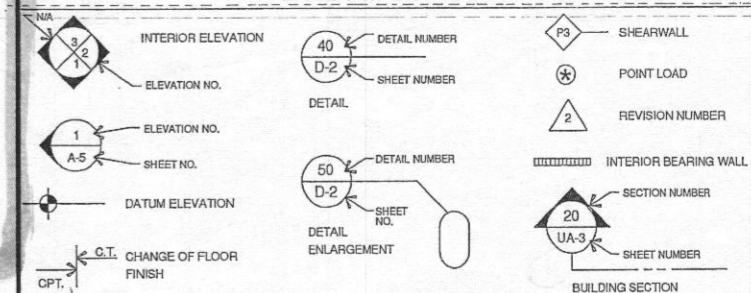 N/A
3
2
1
INTERIOR ELEVATION
ELEVATION NO.
1
A-5
ELEVATION NO.
SHEET NO.
DATUM ELEVATION
C.T.
CPT.
CHANGE OF FLOOR
FINISH
40
D-2
DETAIL NUMBER
SHEET NUMBER
DETAIL
50
D-2
DETAIL NUMBER
SHEET
NO.
DETAIL
ENLARGEMENT
P3
SHEARWALL
POINT LOAD
2
REVISION NUMBER
INTERIOR BEARING WALL
20
UA-3
SECTION NUMBER
SHEET NUMBER
BUILDING SECTION